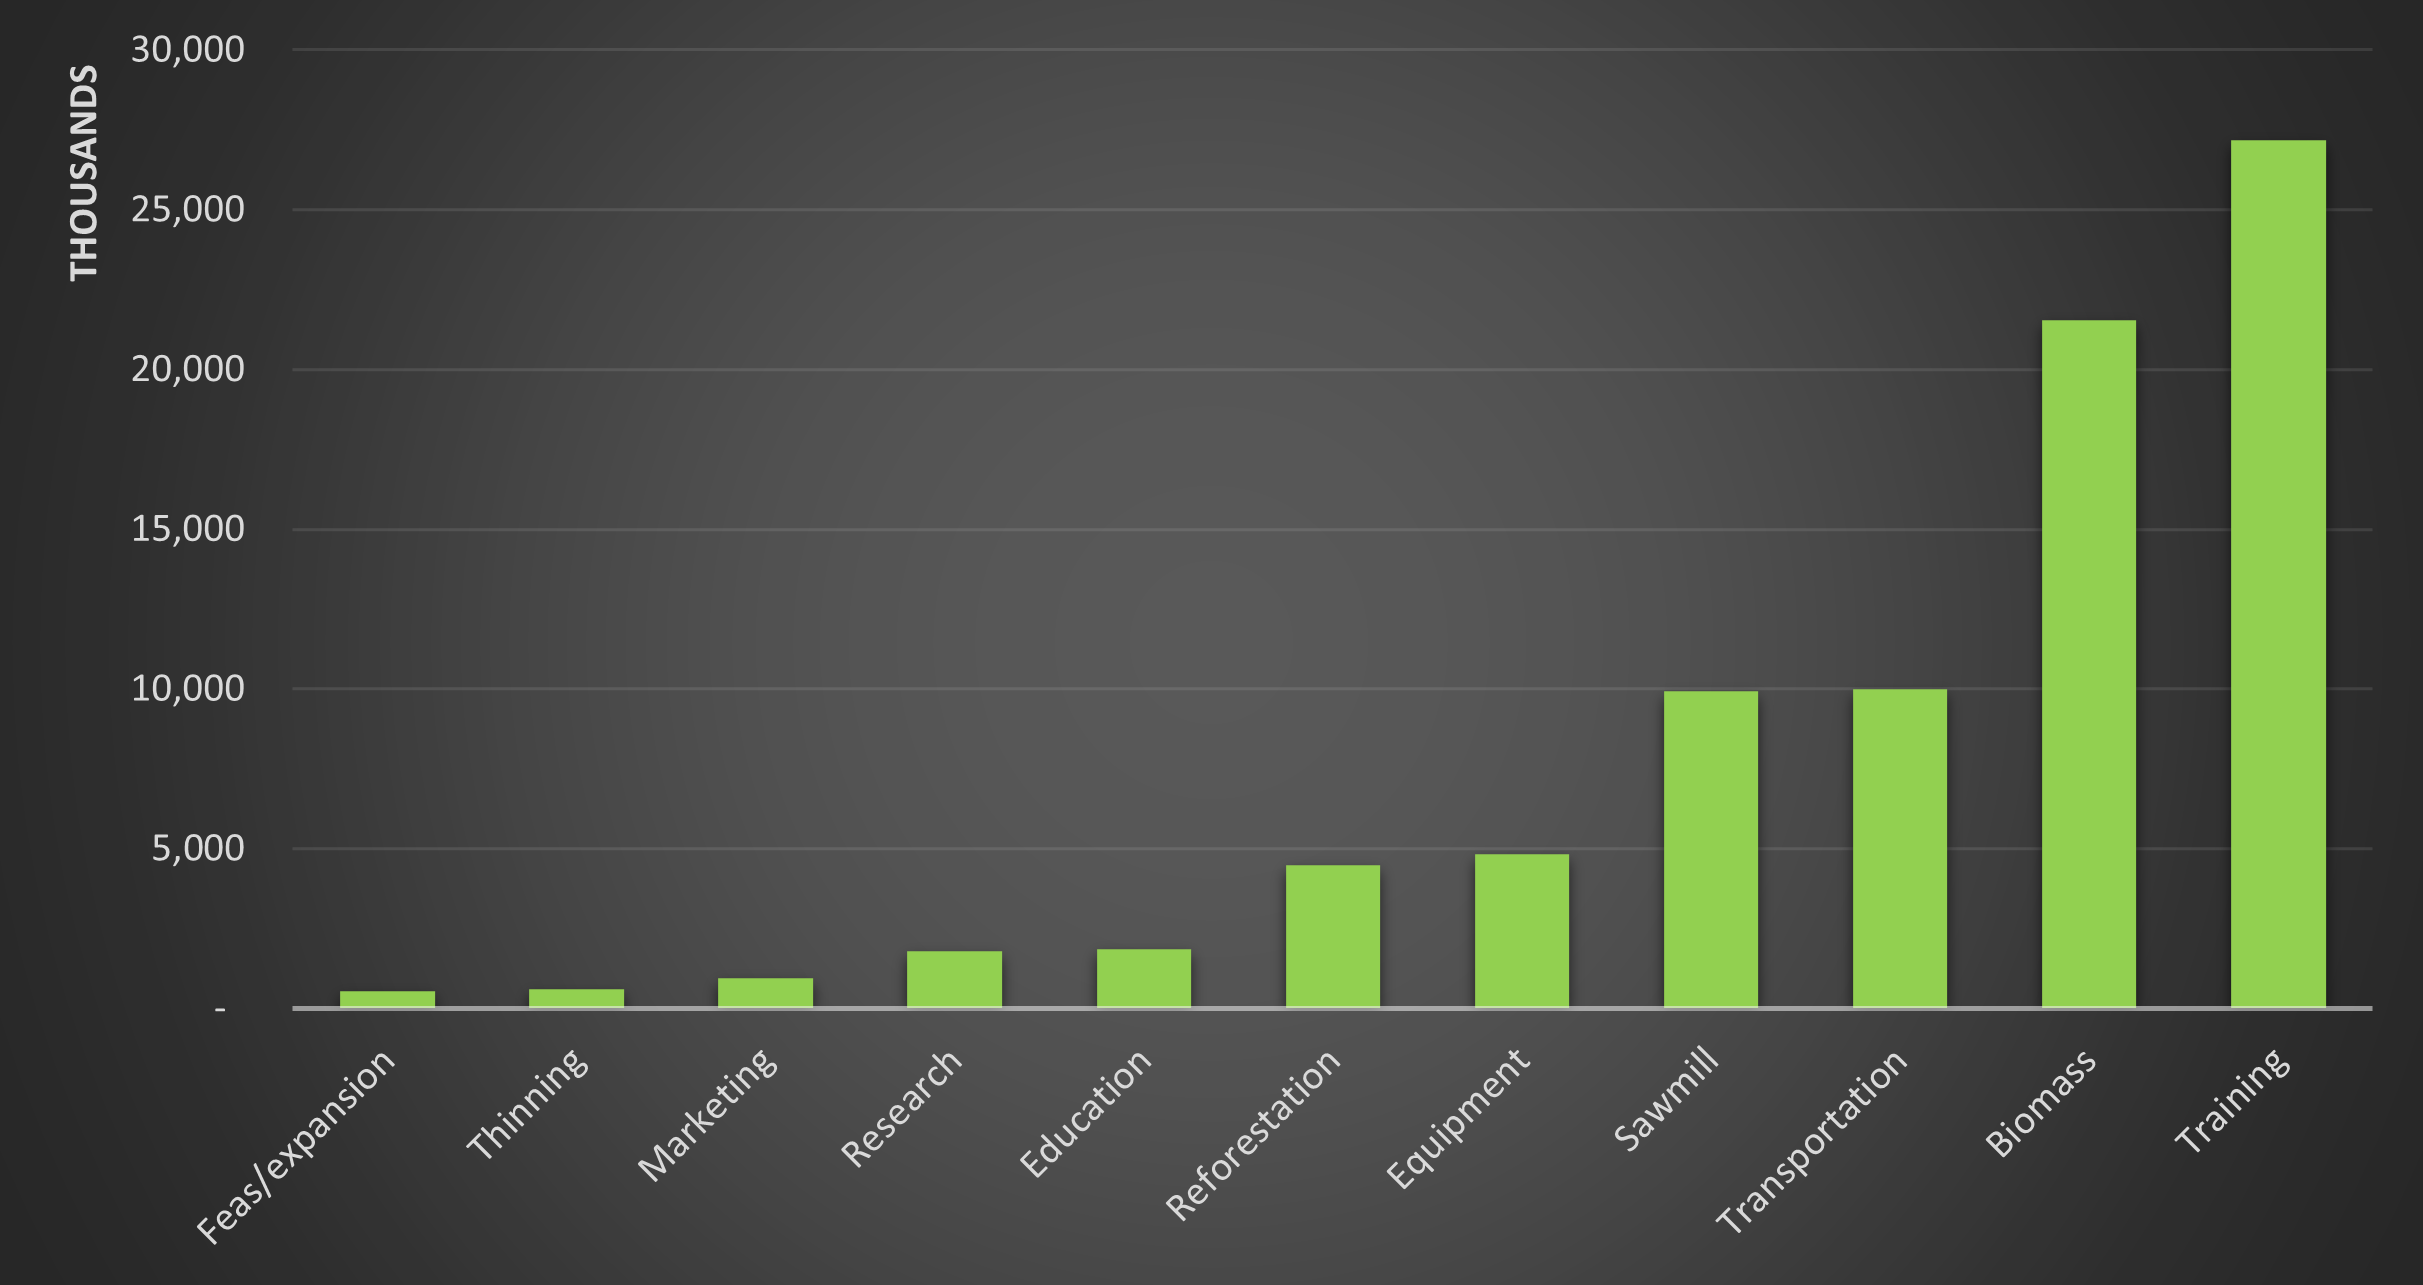 THOUSANDS
30,000
25,000
20,000
15,000
10,000
5,000
-
Feas/expansion
Thinning
Marketing
Research
Education
Reforestation
Equipment
Sawmill
Transportation
Biomass
Training